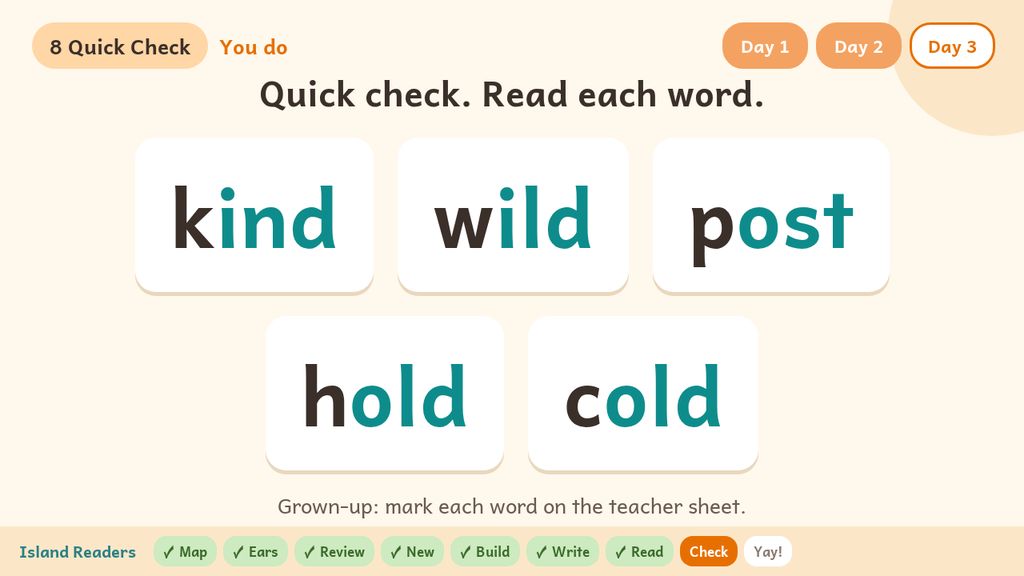 8 Quick Check You do Day 1 Day 2 Day 3
Quick check. Read each word.
kind wild post
hold cold
Grown-up: mark each word on the teacher sheet.
Island Readers ✓ Map ✓ Ears ✓ Review ✓ New ✓ Build ✓ Write ✓ Read Check Yay!